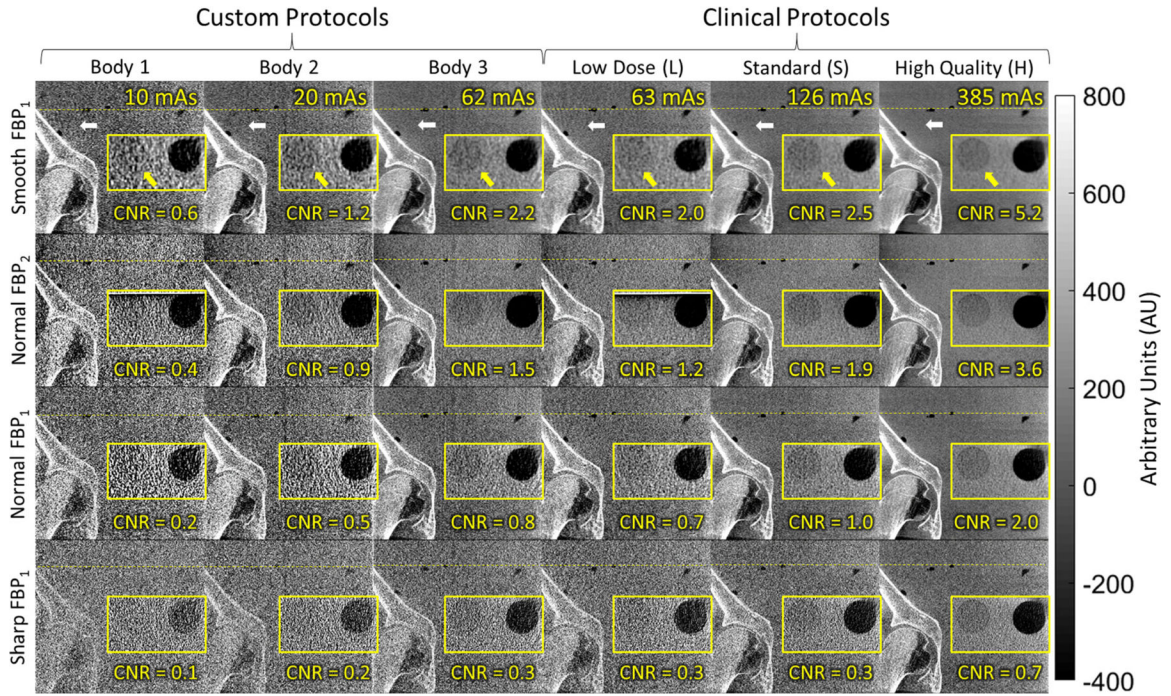 Custom Protocols Clinical Protocols
Body 1 Body 2 Body 3 Low Dose (L) Standard (S) High Quality (H)
10 mAs 20 mAs 62 mAs 63 mAs 126 mAs 385 mAs
Smooth FBP1
CNR = 0.6 CNR = 1.2 CNR = 2.2 CNR = 2.0 CNR = 2.5 CNR = 5.2
Normal FBP2
CNR = 0.4 CNR = 0.9 CNR = 1.5 CNR = 1.2 CNR = 1.9 CNR = 3.6
Normal FBP1
CNR = 0.2 CNR = 0.5 CNR = 0.8 CNR = 0.7 CNR = 1.0 CNR = 2.0
Sharp FBP1
CNR = 0.1 CNR = 0.2 CNR = 0.3 CNR = 0.3 CNR = 0.3 CNR = 0.7
800
600
400
200
0
-200
-400
Arbitrary Units (AU)